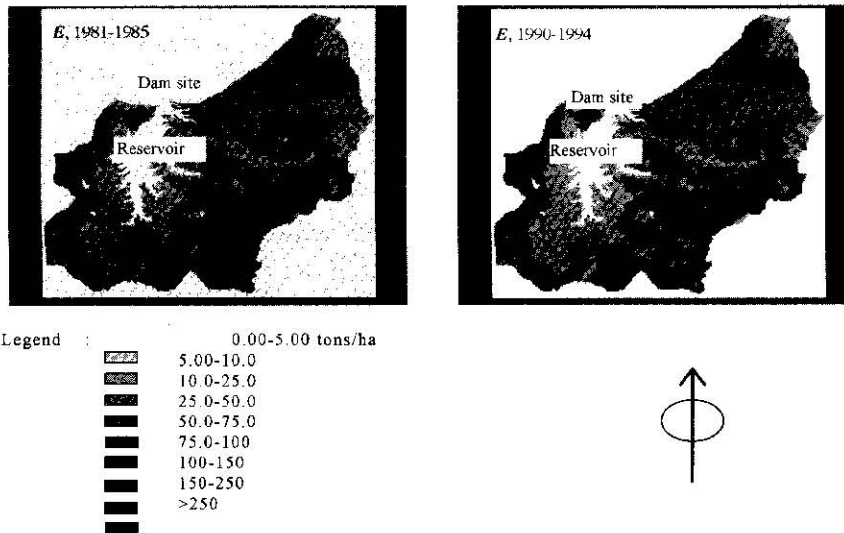 E, 1981-1985
Dam site
Reservoir
E, 1990-1994
Dam site
Reservoir
Legend :
0.00-5.00 tons/ha
5.00-10.0
10.0-25.0
25.0-50.0
50.0-75.0
75.0-100
100-150
150-250
>250